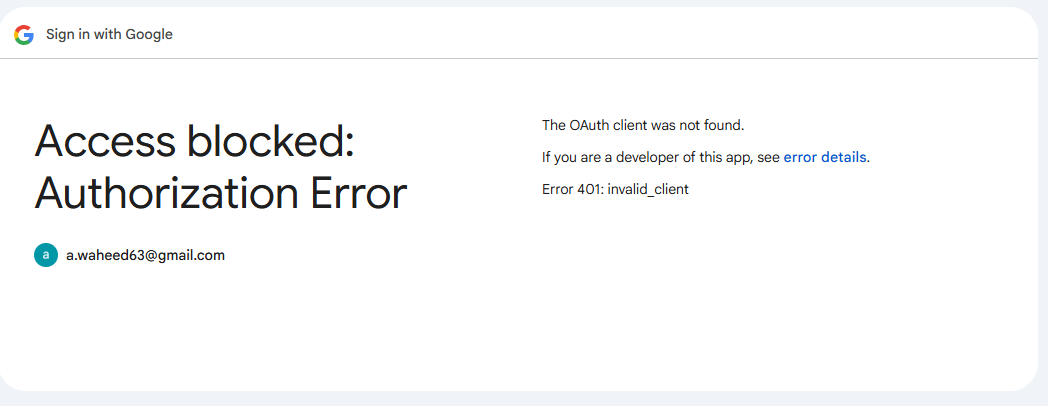 Sign in with Google
Access blocked:
Authorization Error
a
a.waheed63@gmail.com
The OAuth client was not found.
If you are a developer of this app, see error details.
Error 401: invalid_client